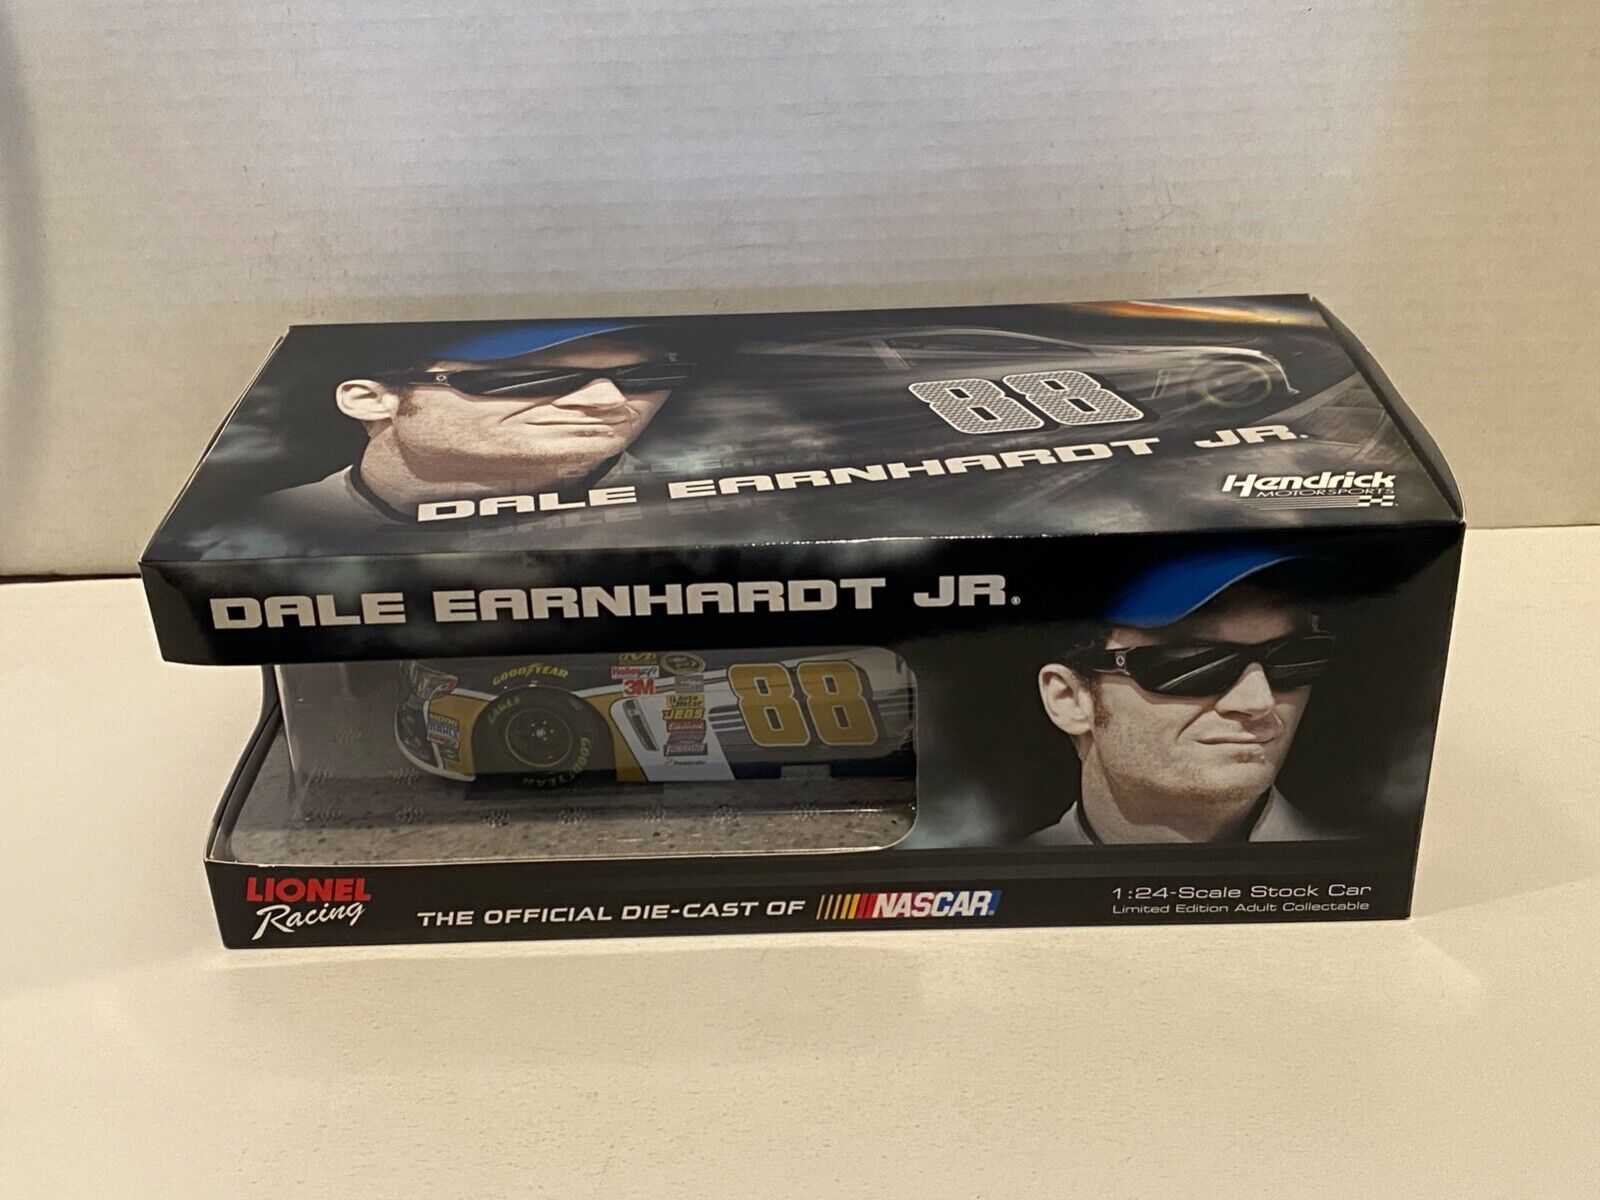 88
DALE EARNHARDT JR.
Hendrick
MOTORSPORTS
DALE EARNHARDT JR.
GOODYEAR
EAGLE
3M
JEGS
88
LIONEL
Racing
THE OFFICIAL DIE-CAST OF NASCAR
1:24-Scale Stock Car
Limited Edition Adult Collectable